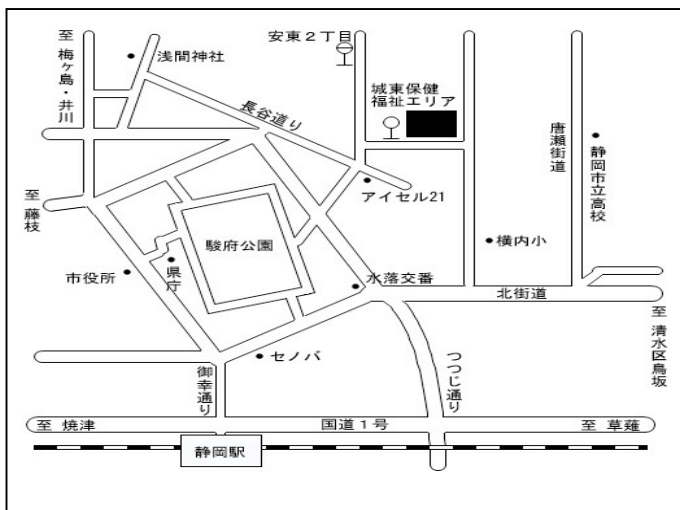 至 梅ヶ島・井川
浅間神社
安東２丁目
城東保健
福祉エリア
長谷通り
唐瀬街道
静岡市立高校
至 藤枝
アイセル21
駿府公園
横内小
市役所
県庁
水落交番
北街道
至 清水区鳥坂
セノバ
御幸通り
つつじ通り
至 焼津
国道１号
至 草薙
静岡駅